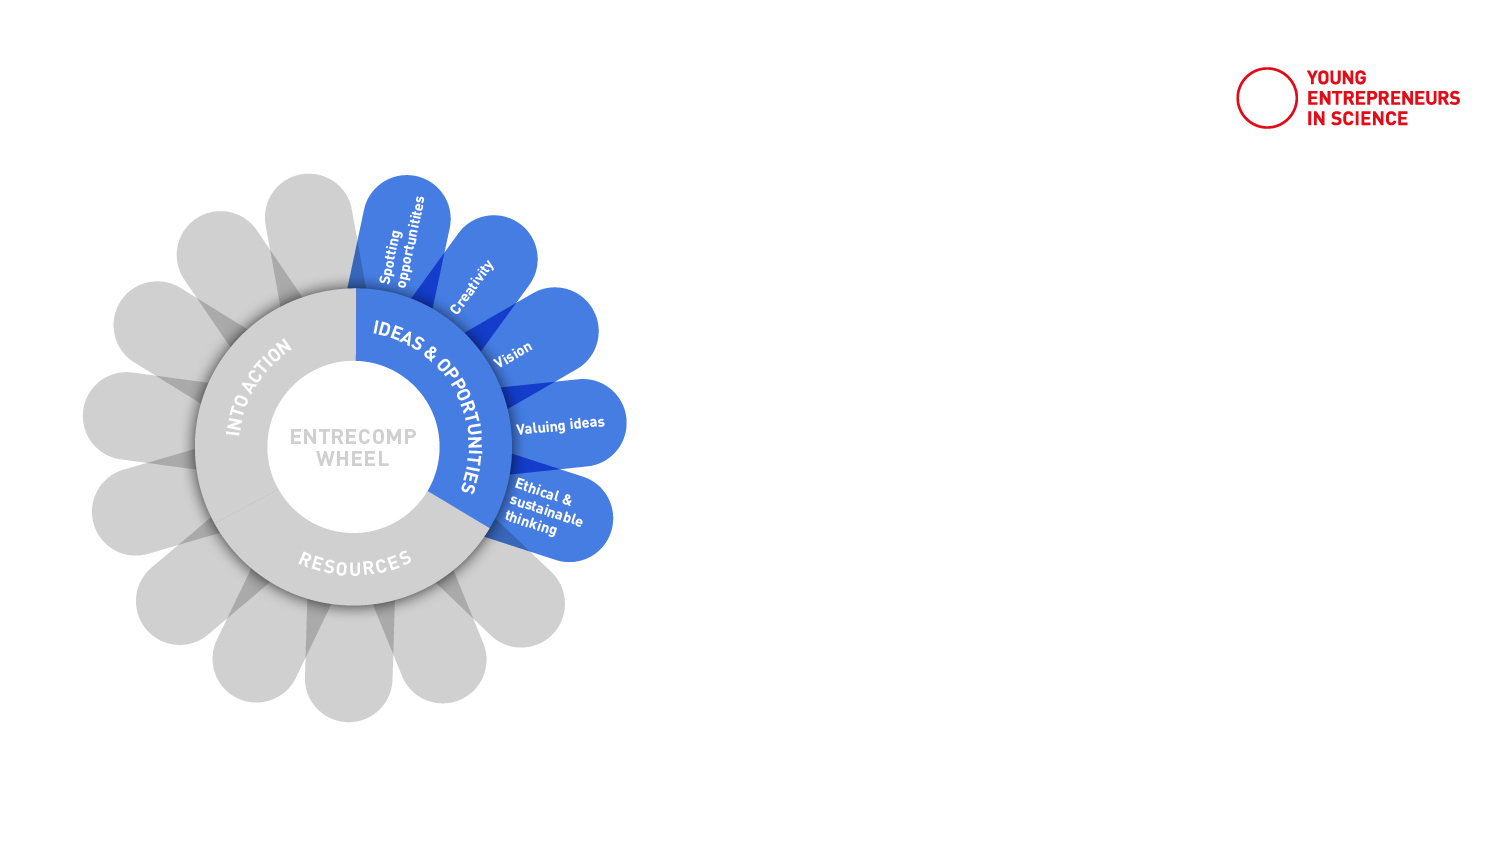 YOUNG
ENTREPRENEURS
IN SCIENCE
Spotting
opportunitites
Creativity
Vision
Valuing ideas
Ethical &
sustainable
thinking
IDEAS & OPPORTUNITIES
INTO ACTION
RESOURCES
ENTRECOMP
WHEEL